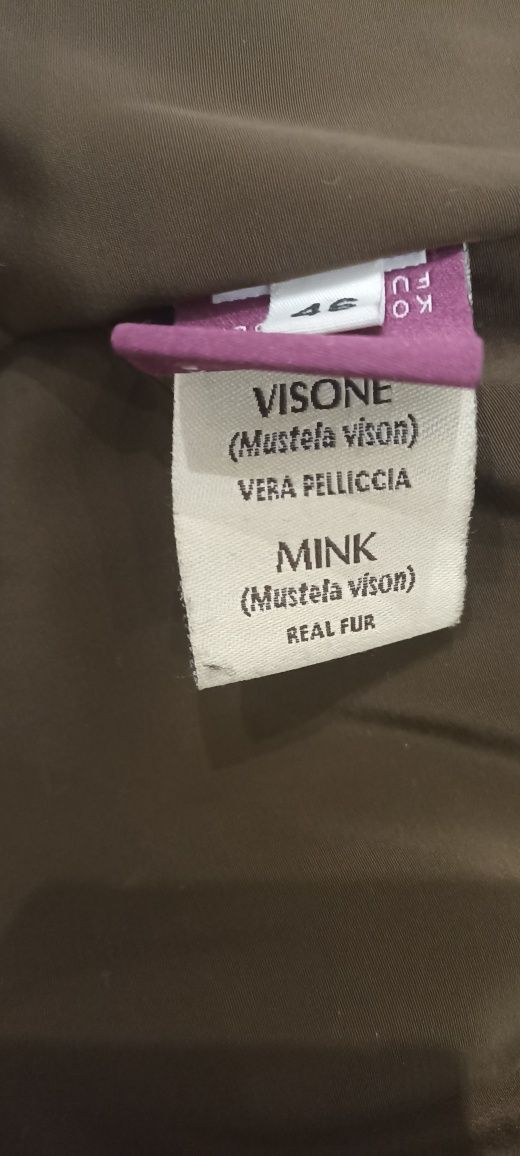 46
VISONE
(Mustela vison)
VERA PELLICCIA
MINK
(Mustela vison)
REAL FUR